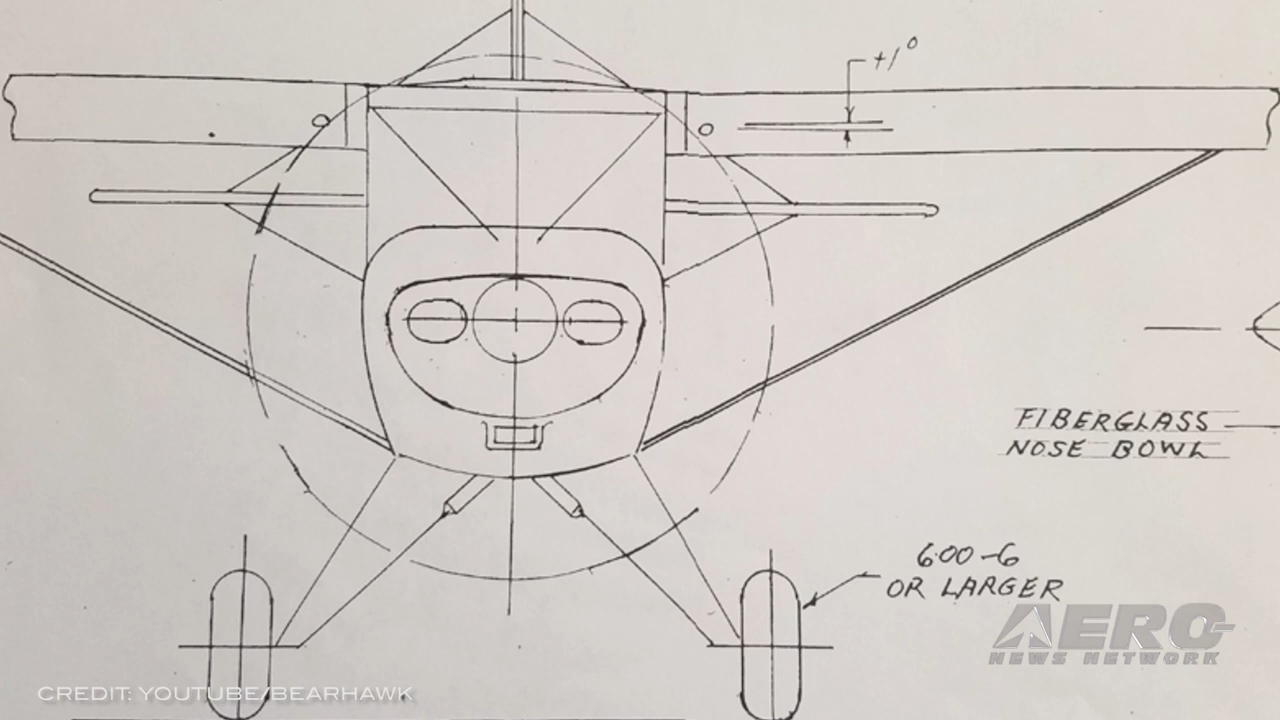 +1°
FIBERGLASS
NOSE BOWL
6.00-6
OR LARGER
AERO
NEWS NETWORK
CREDIT: YOUTUBE/BEARHAWK